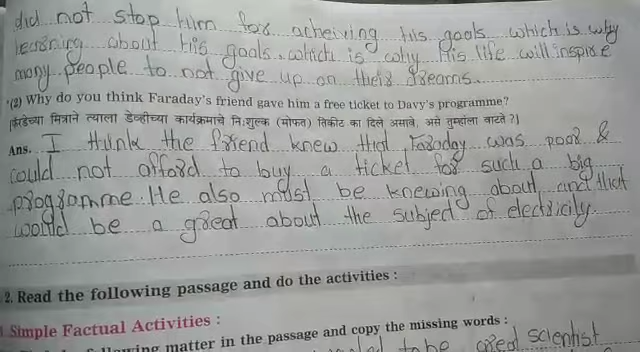 did not stop him for acheiving his goals which is why
learning about his goals. which is why His life will inspire
many people to not give up on their dreams.
(2) Why do you think Faraday's friend gave him a free ticket to Davy's programme?
[फॅरेडेच्या मित्राने त्याला डेव्हीच्या कार्यक्रमाचे नि:शुल्क (मोफत) तिकीट का दिले असावे, असे तुम्हांला वाटते?]
Ans. I think the friend knew that Faraday was poor &
could not afford to buy a ticket for such a big
programme. He also must be knewing about and that
would be a great about the subject of electricity.
2. Read the following passage and do the activities :
Simple Factual Activities :
following matter in the passage and copy the missing words :
to be great scientist